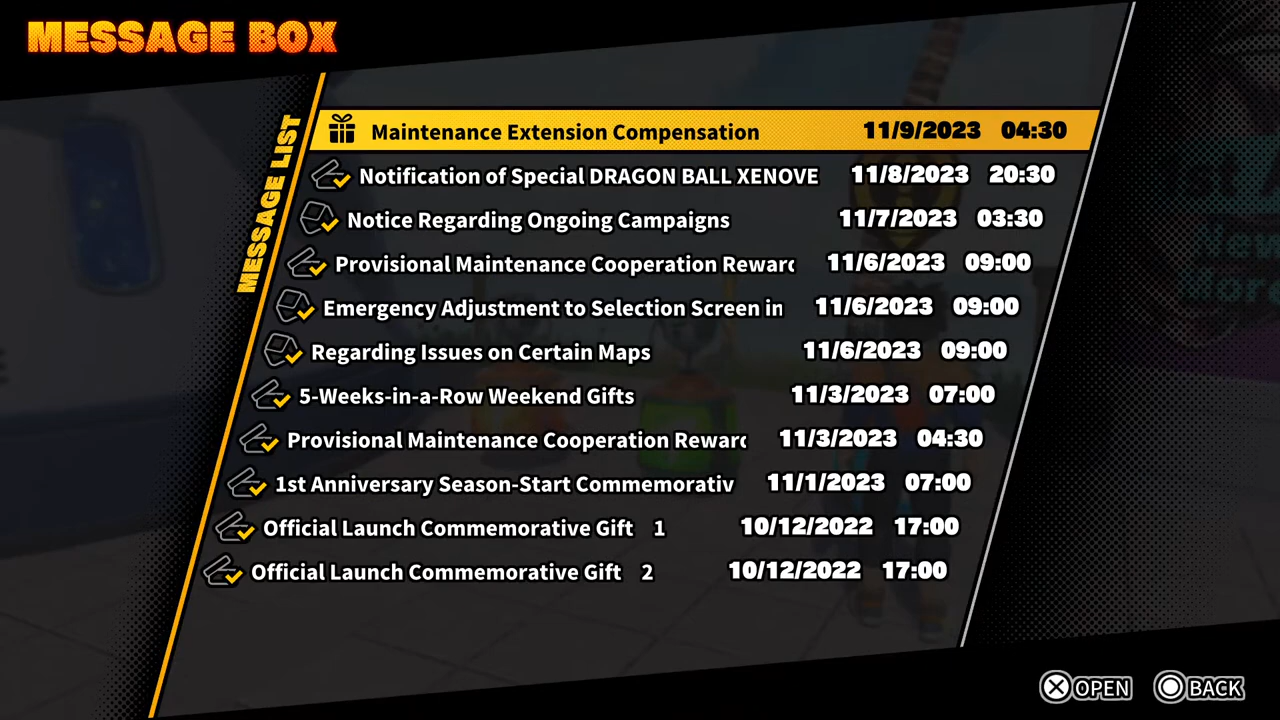 MESSAGE BOX
MESSAGE LIST
Maintenance Extension Compensation 11/9/2023 04:30
Notification of Special DRAGON BALL XENOVE 11/8/2023 20:30
Notice Regarding Ongoing Campaigns 11/7/2023 03:30
Provisional Maintenance Cooperation Reward 11/6/2023 09:00
Emergency Adjustment to Selection Screen in 11/6/2023 09:00
Regarding Issues on Certain Maps 11/6/2023 09:00
5-Weeks-in-a-Row Weekend Gifts 11/3/2023 07:00
Provisional Maintenance Cooperation Reward 11/3/2023 04:30
1st Anniversary Season-Start Commemorativ 11/1/2023 07:00
Official Launch Commemorative Gift 1 10/12/2022 17:00
Official Launch Commemorative Gift 2 10/12/2022 17:00
OPEN BACK